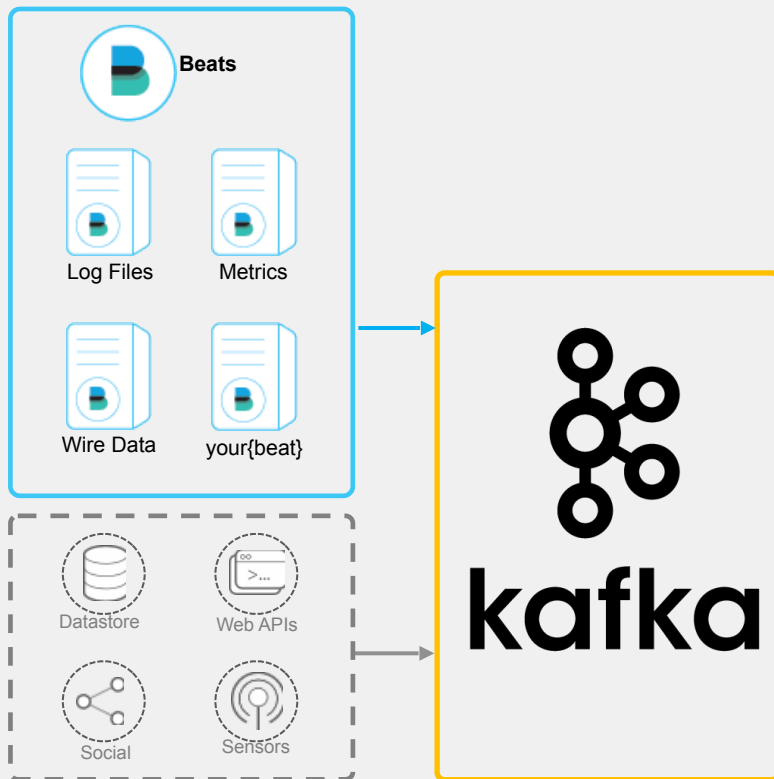 Beats
Log Files
Metrics
Wire Data
your{beat}
Datastore
>...
Web APIs
Social
Sensors
kafka